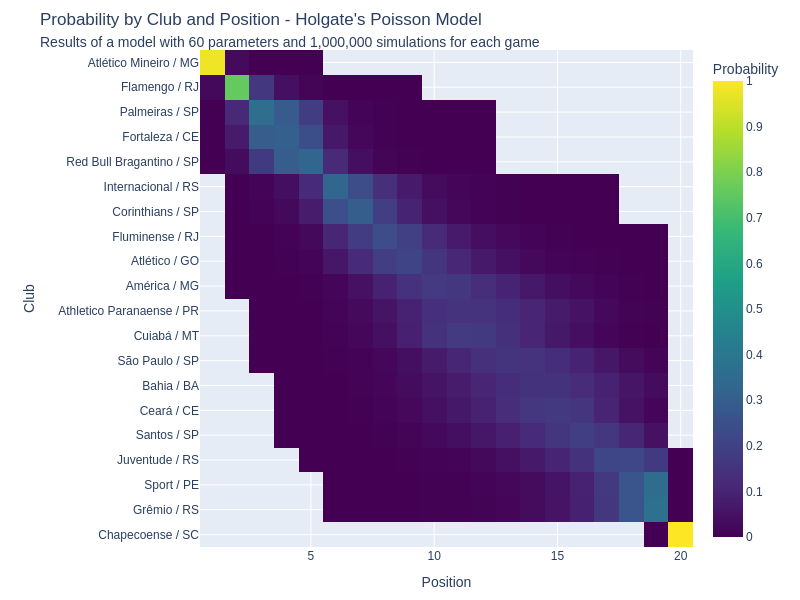 Probability by Club and Position - Holgate's Poisson Model
Results of a model with 60 parameters and 1,000,000 simulations for each game
Probability
Club
Atlético Mineiro / MG
Flamengo / RJ
Palmeiras / SP
Fortaleza / CE
Red Bull Bragantino / SP
Internacional / RS
Corinthians / SP
Fluminense / RJ
Atlético / GO
América / MG
Athletico Paranaense / PR
Cuiabá / MT
São Paulo / SP
Bahia / BA
Ceará / CE
Santos / SP
Juventude / RS
Sport / PE
Grêmio / RS
Chapecoense / SC
1
0.9
0.8
0.7
0.6
0.5
0.4
0.3
0.2
0.1
0
5 10 15 20
Position